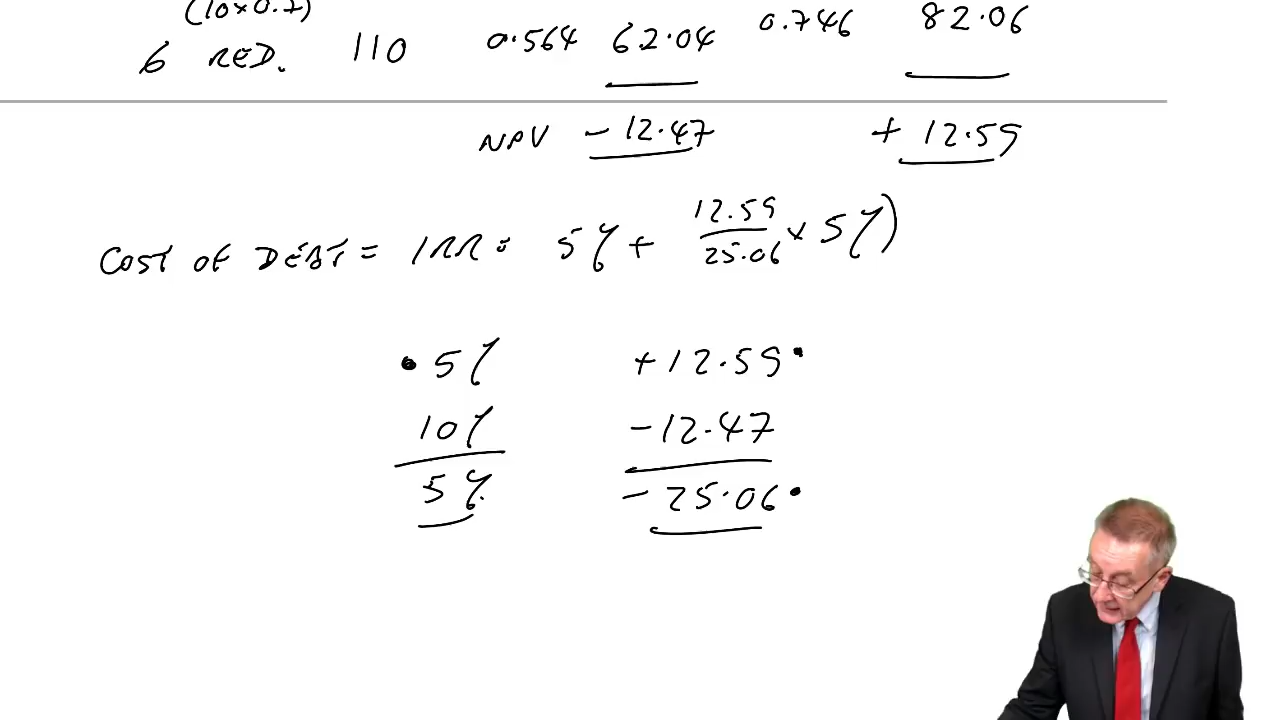 (10×0.7)
6 RED. 110 0.564 62.04 0.746 82.06
NPV - 12.47 + 12.59
COST OF DEBT = IRR = 5% + 12.59/25.06 × 5%)
5% +12.59
10% -12.47
5% - 25.06